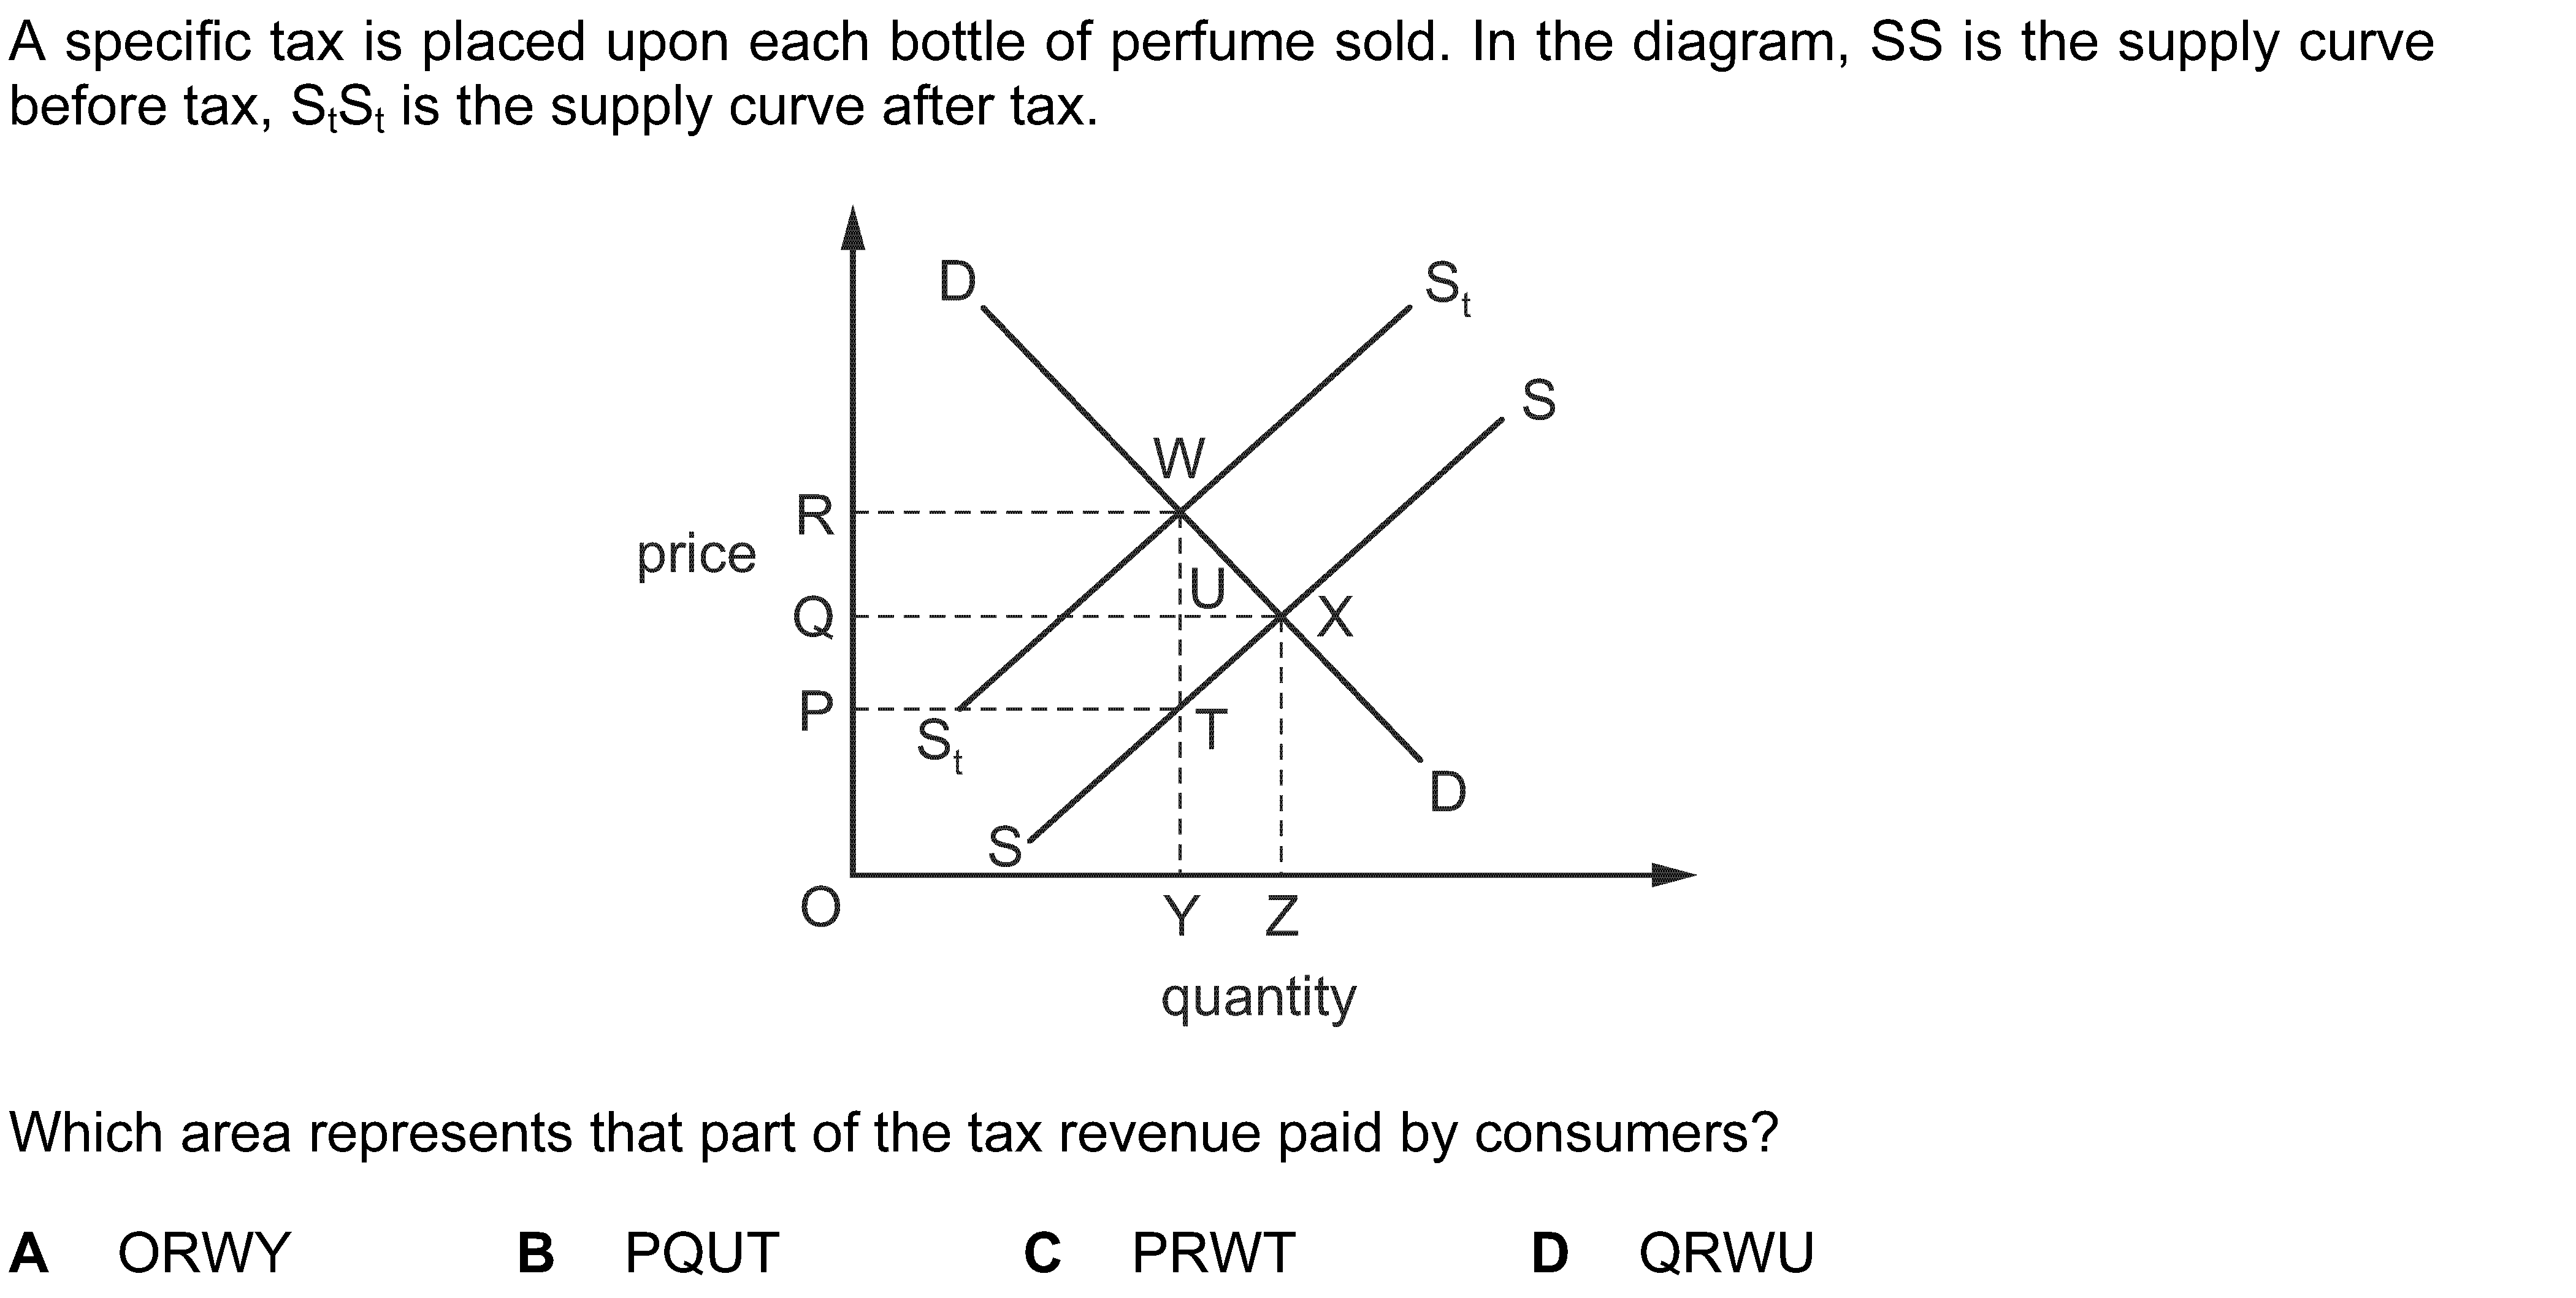 A specific tax is placed upon each bottle of perfume sold. In the diagram, SS is the supply curve
before tax, StSt is the supply curve after tax.
D
St
S
W
R
price
U
Q
X
P
T
St
D
S
O
Y
Z
quantity
Which area represents that part of the tax revenue paid by consumers?
A ORWY B PQUT C PRWT D QRWU